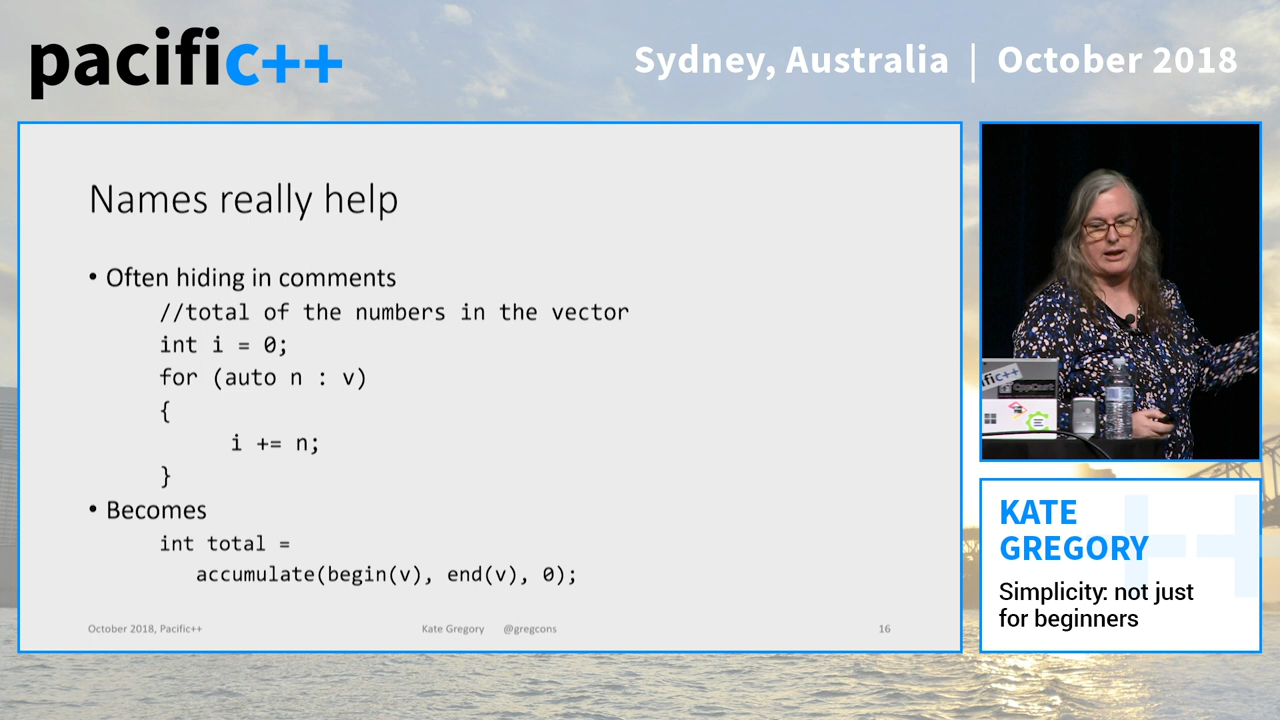 pacific++
Sydney, Australia | October 2018
Names really help
• Often hiding in comments
//total of the numbers in the vector
int i = 0;
for (auto n : v)
{
i += n;
}
• Becomes
int total =
accumulate(begin(v), end(v), 0);
October 2018, Pacific++
Kate Gregory @gregcons
16
CppCast
KATE
GREGORY
Simplicity: not just
for beginners